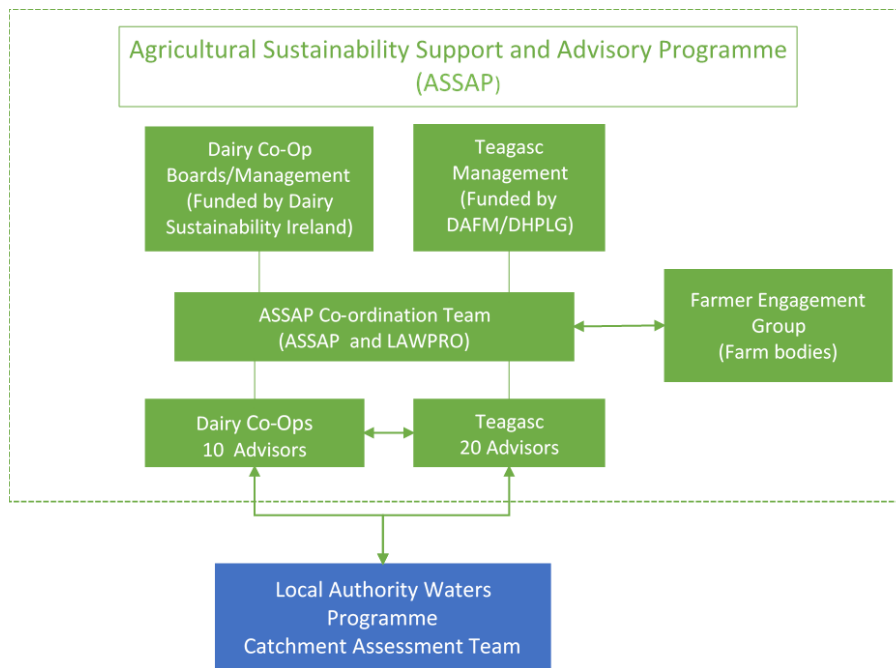 Agricultural Sustainability Support and Advisory Programme
(ASSAP)
Dairy Co-Op
Boards/Management
(Funded by Dairy
Sustainability Ireland)
Teagasc
Management
(Funded by
DAFM/DHPLG)
ASSAP Co-ordination Team
(ASSAP and LAWPRO)
Farmer Engagement
Group
(Farm bodies)
Dairy Co-Ops
10 Advisors
Teagasc
20 Advisors
Local Authority Waters
Programme
Catchment Assessment Team